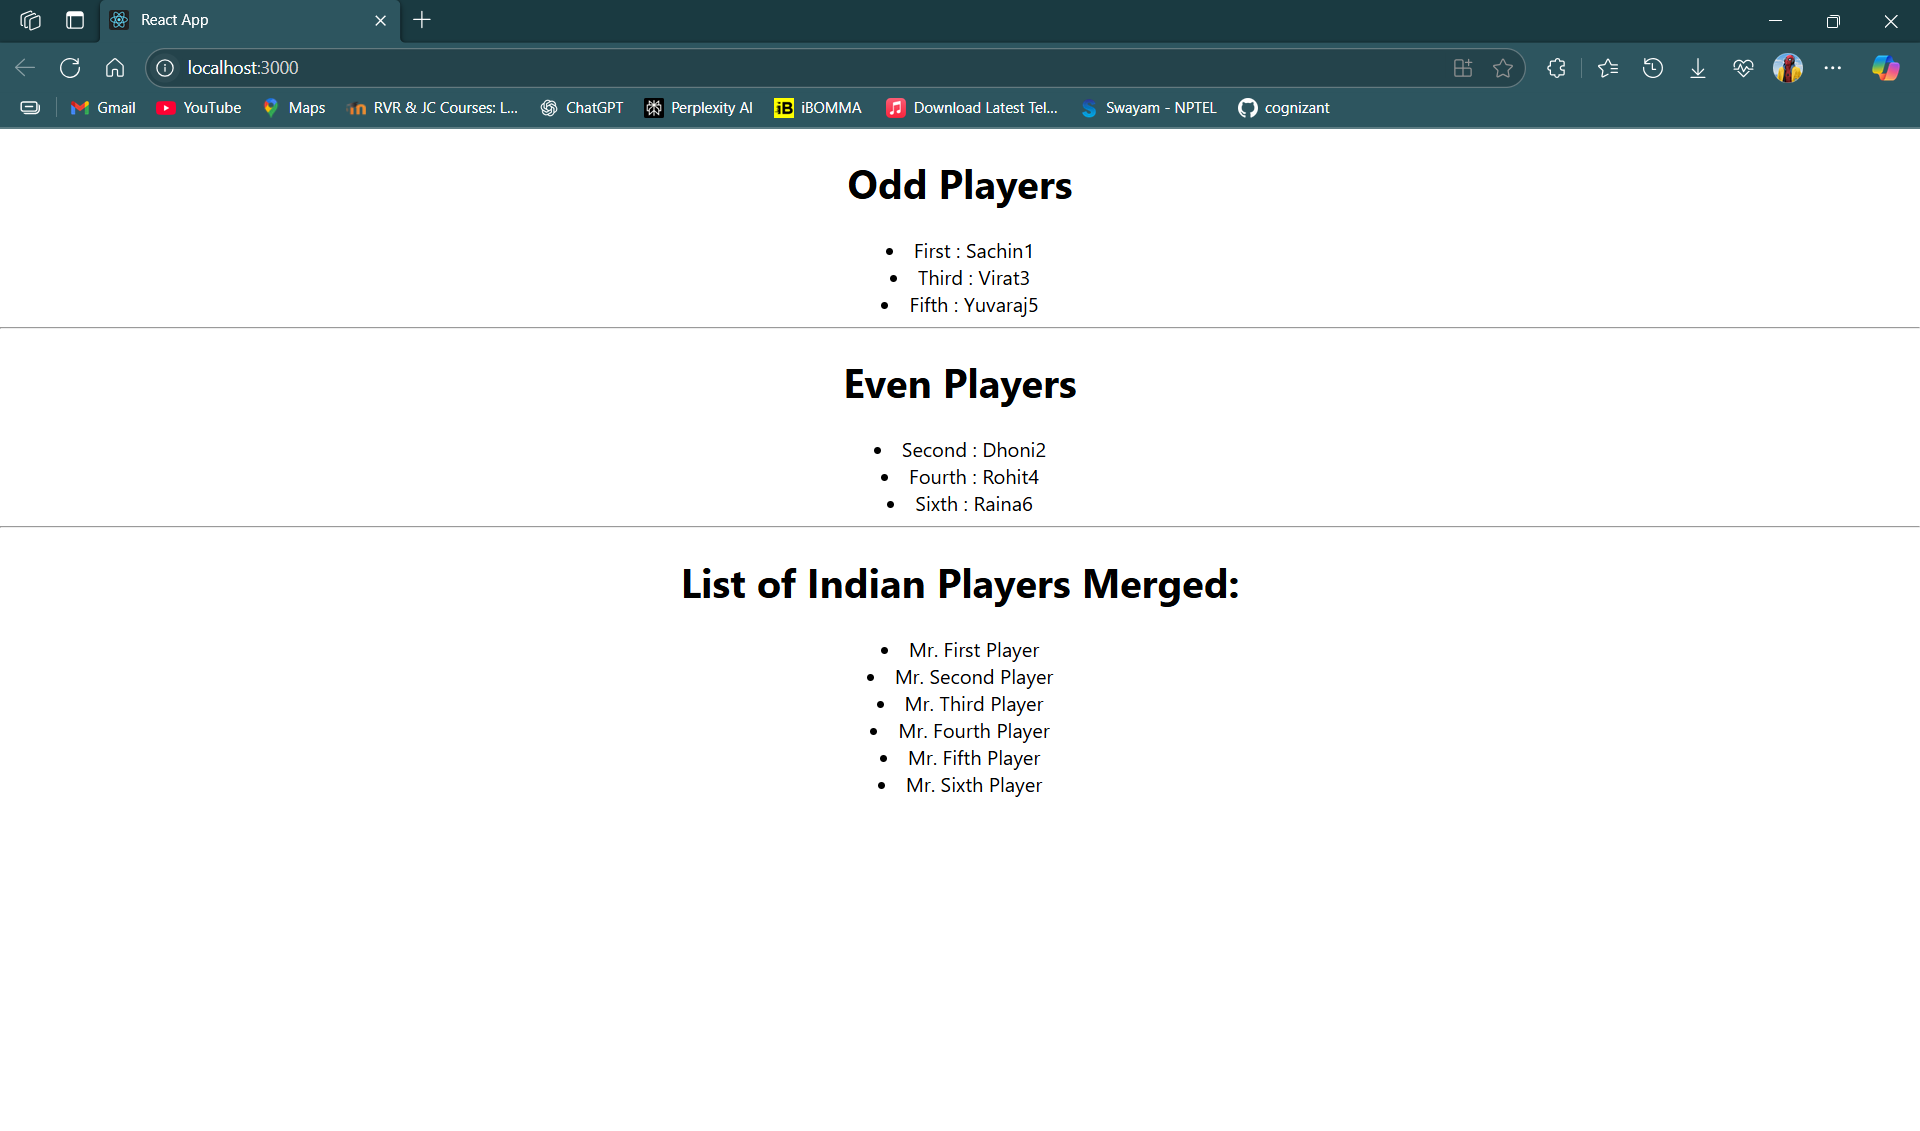 React App
localhost:3000
Gmail YouTube Maps RVR & JC Courses: L... ChatGPT Perplexity AI iB iBOMMA Download Latest Tel... Swayam - NPTEL cognizant
Odd Players
• First : Sachin1
• Third : Virat3
• Fifth : Yuvaraj5
Even Players
• Second : Dhoni2
• Fourth : Rohit4
• Sixth : Raina6
List of Indian Players Merged:
• Mr. First Player
• Mr. Second Player
• Mr. Third Player
• Mr. Fourth Player
• Mr. Fifth Player
• Mr. Sixth Player